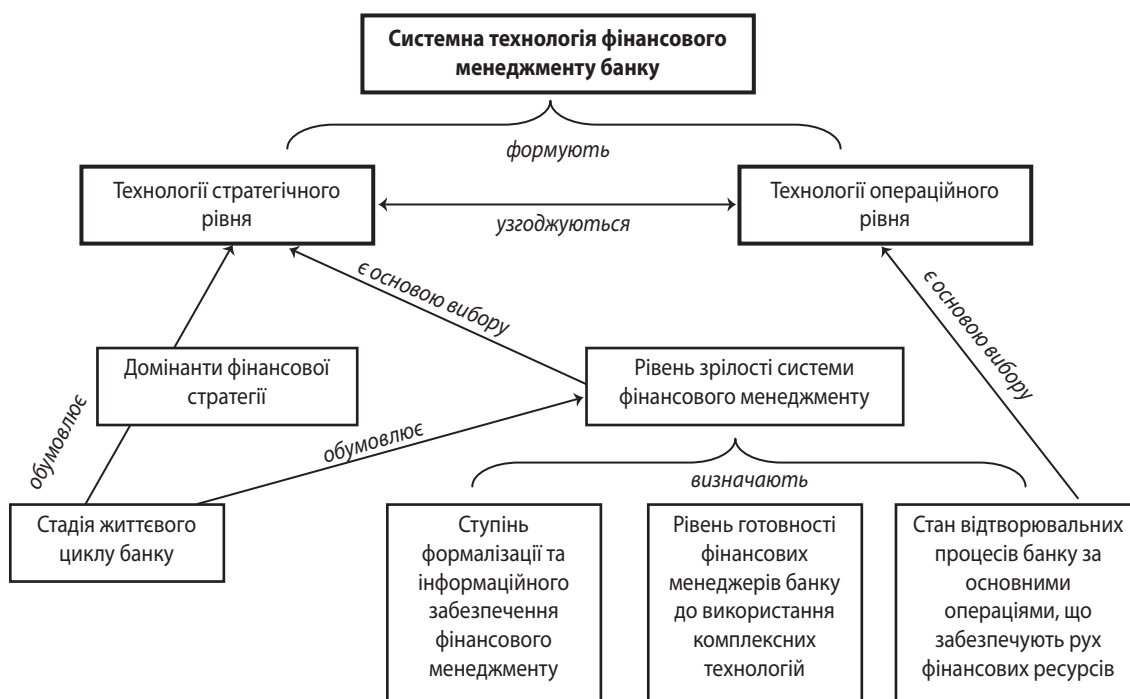 Системна технологія фінансового
менеджменту банку
формують
Технології стратегічного
рівня
Технології операційного
рівня
узгоджуються
є основою вибору
є основою вибору
Домінанти фінансової
стратегії
Рівень зрілості системи
фінансового менеджменту
обумовлює
обумовлює
визначають
Стадія життєвого
циклу банку
Ступінь
формалізації та
інформаційного
забезпечення
фінансового
менеджменту
Рівень готовності
фінансових
менеджерів банку
до використання
комплексних
технологій
Стан відтворювальних
процесів банку за
основними
операціями, що
забезпечують рух
фінансових ресурсів